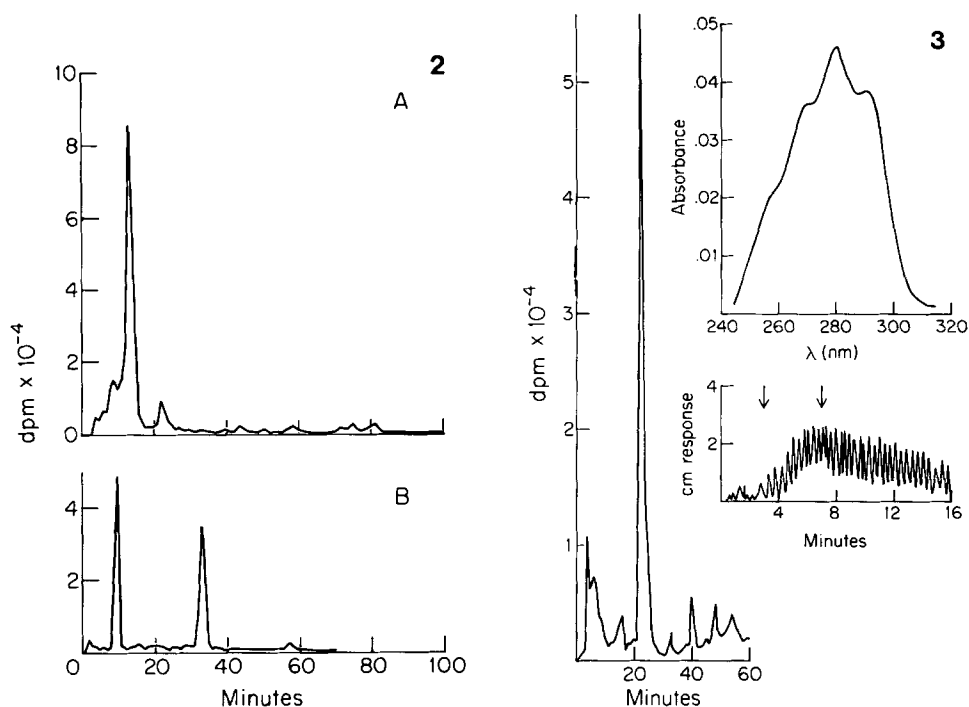 2
A
10
8
6
4
2
0
dpm x 10⁻⁴
B
4
2
0 20 40 60 80 100
Minutes
3
5
4
3
2
1
dpm x 10⁻⁴
20 40 60
Minutes
.05
.04
.03
.02
.01
Absorbance
240 260 280 300 320
λ (nm)
4
2
cm response
4 8 12 16
Minutes